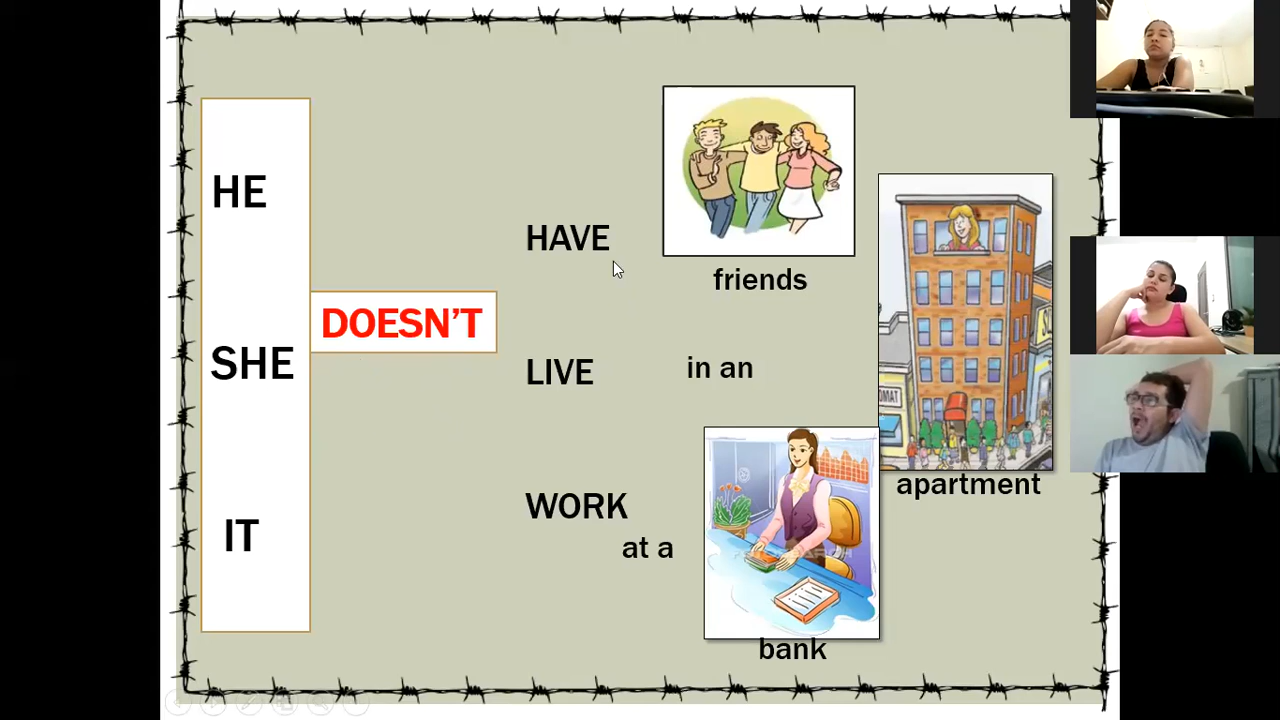 HE
SHE
IT
DOESN'T
HAVE
friends
LIVE
in an
apartment
WORK
at a
bank